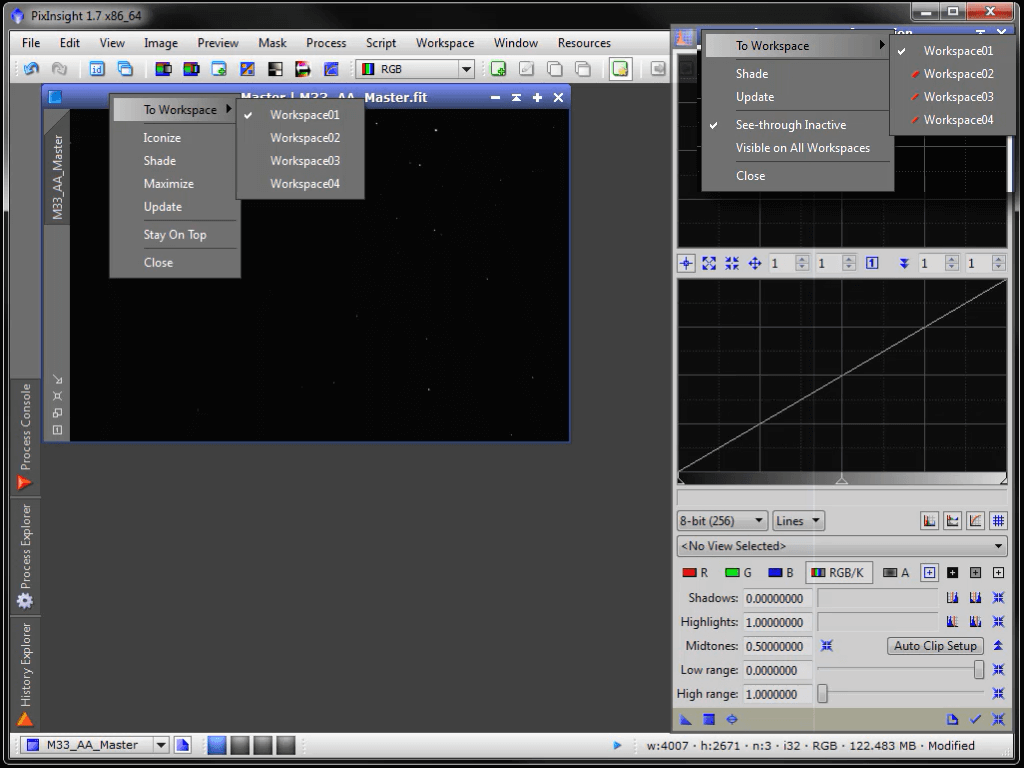 PixInsight 1.7 x86_64
File Edit View Image Preview Mask Process Script Workspace Window Resources
id RGB
Master | M33_AA_Master.fit
M33_AA_Master
To Workspace
Iconize
Shade
Maximize
Update
Stay On Top
Close
Workspace01
Workspace02
Workspace03
Workspace04
To Workspace
Shade
Update
See-through Inactive
Visible on All Workspaces
Close
Workspace01
Workspace02
Workspace03
Workspace04
1 1 1 1 1
8-bit (256) Lines
<No View Selected>
R G B RGB/K A
Shadows: 0.00000000
Highlights: 1.00000000
Midtones: 0.50000000 Auto Clip Setup
Low range: 0.0000000
High range: 1.0000000
Process Console
Process Explorer
History Explorer
M33_AA_Master
w:4007 · h:2671 · n:3 · i32 · RGB · 122.483 MB · Modified